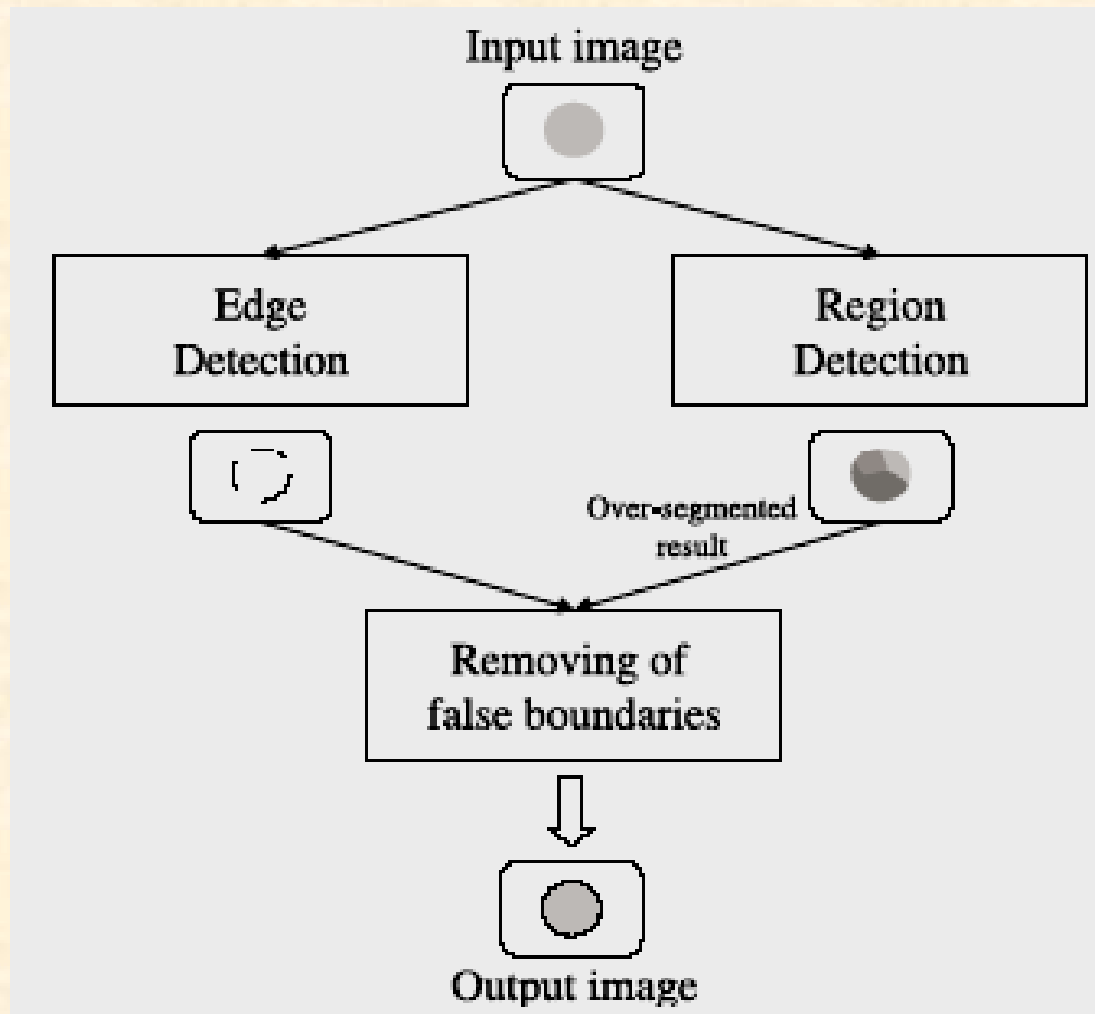 Input image
Edge
Detection
Region
Detection
Over-segmented
result
Removing of
false boundaries
Output image